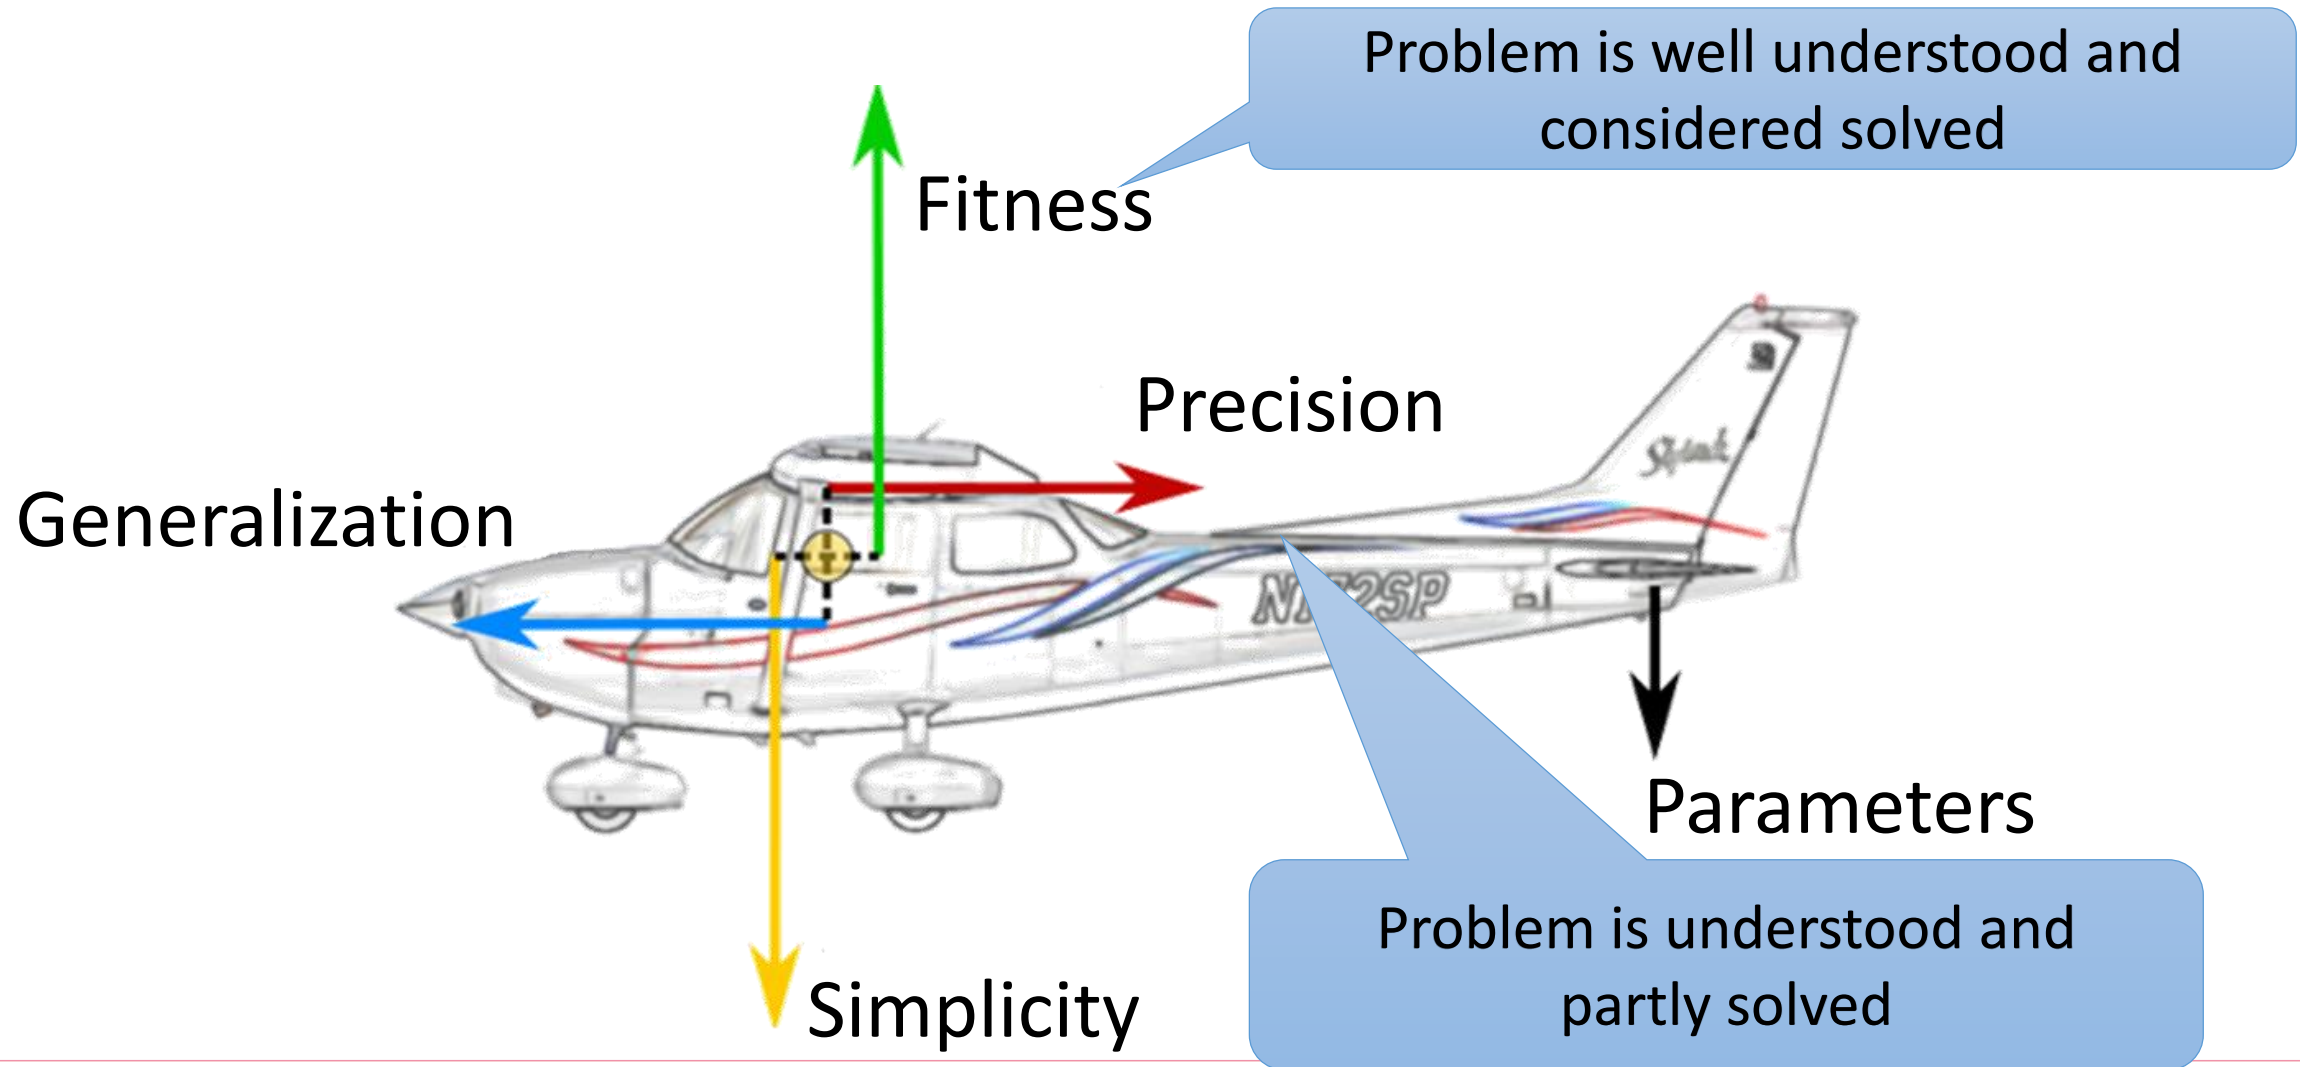 Problem is well understood and
considered solved
Fitness
Precision
Generalization
Parameters
Problem is understood and
partly solved
Simplicity